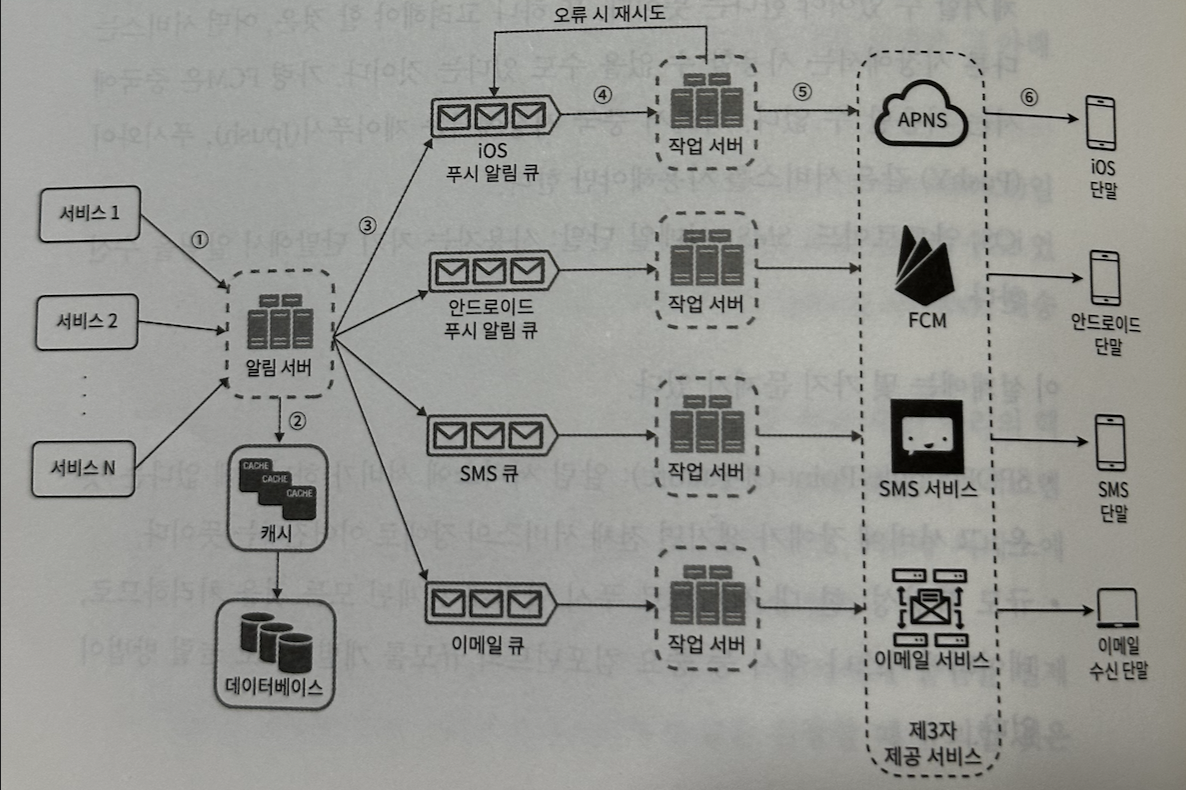 오류 시 재시도
①
②
③
④
⑤
⑥
서비스 1
서비스 2
서비스 N
알림 서버
CACHE
CACHE
CACHE
캐시
데이터베이스
iOS
푸시 알림 큐
작업 서버
APNS
iOS
단말
안드로이드
푸시 알림 큐
작업 서버
FCM
안드로이드
단말
SMS 큐
작업 서버
SMS 서비스
SMS
단말
이메일 큐
작업 서버
이메일 서비스
이메일
수신 단말
제3자
제공 서비스